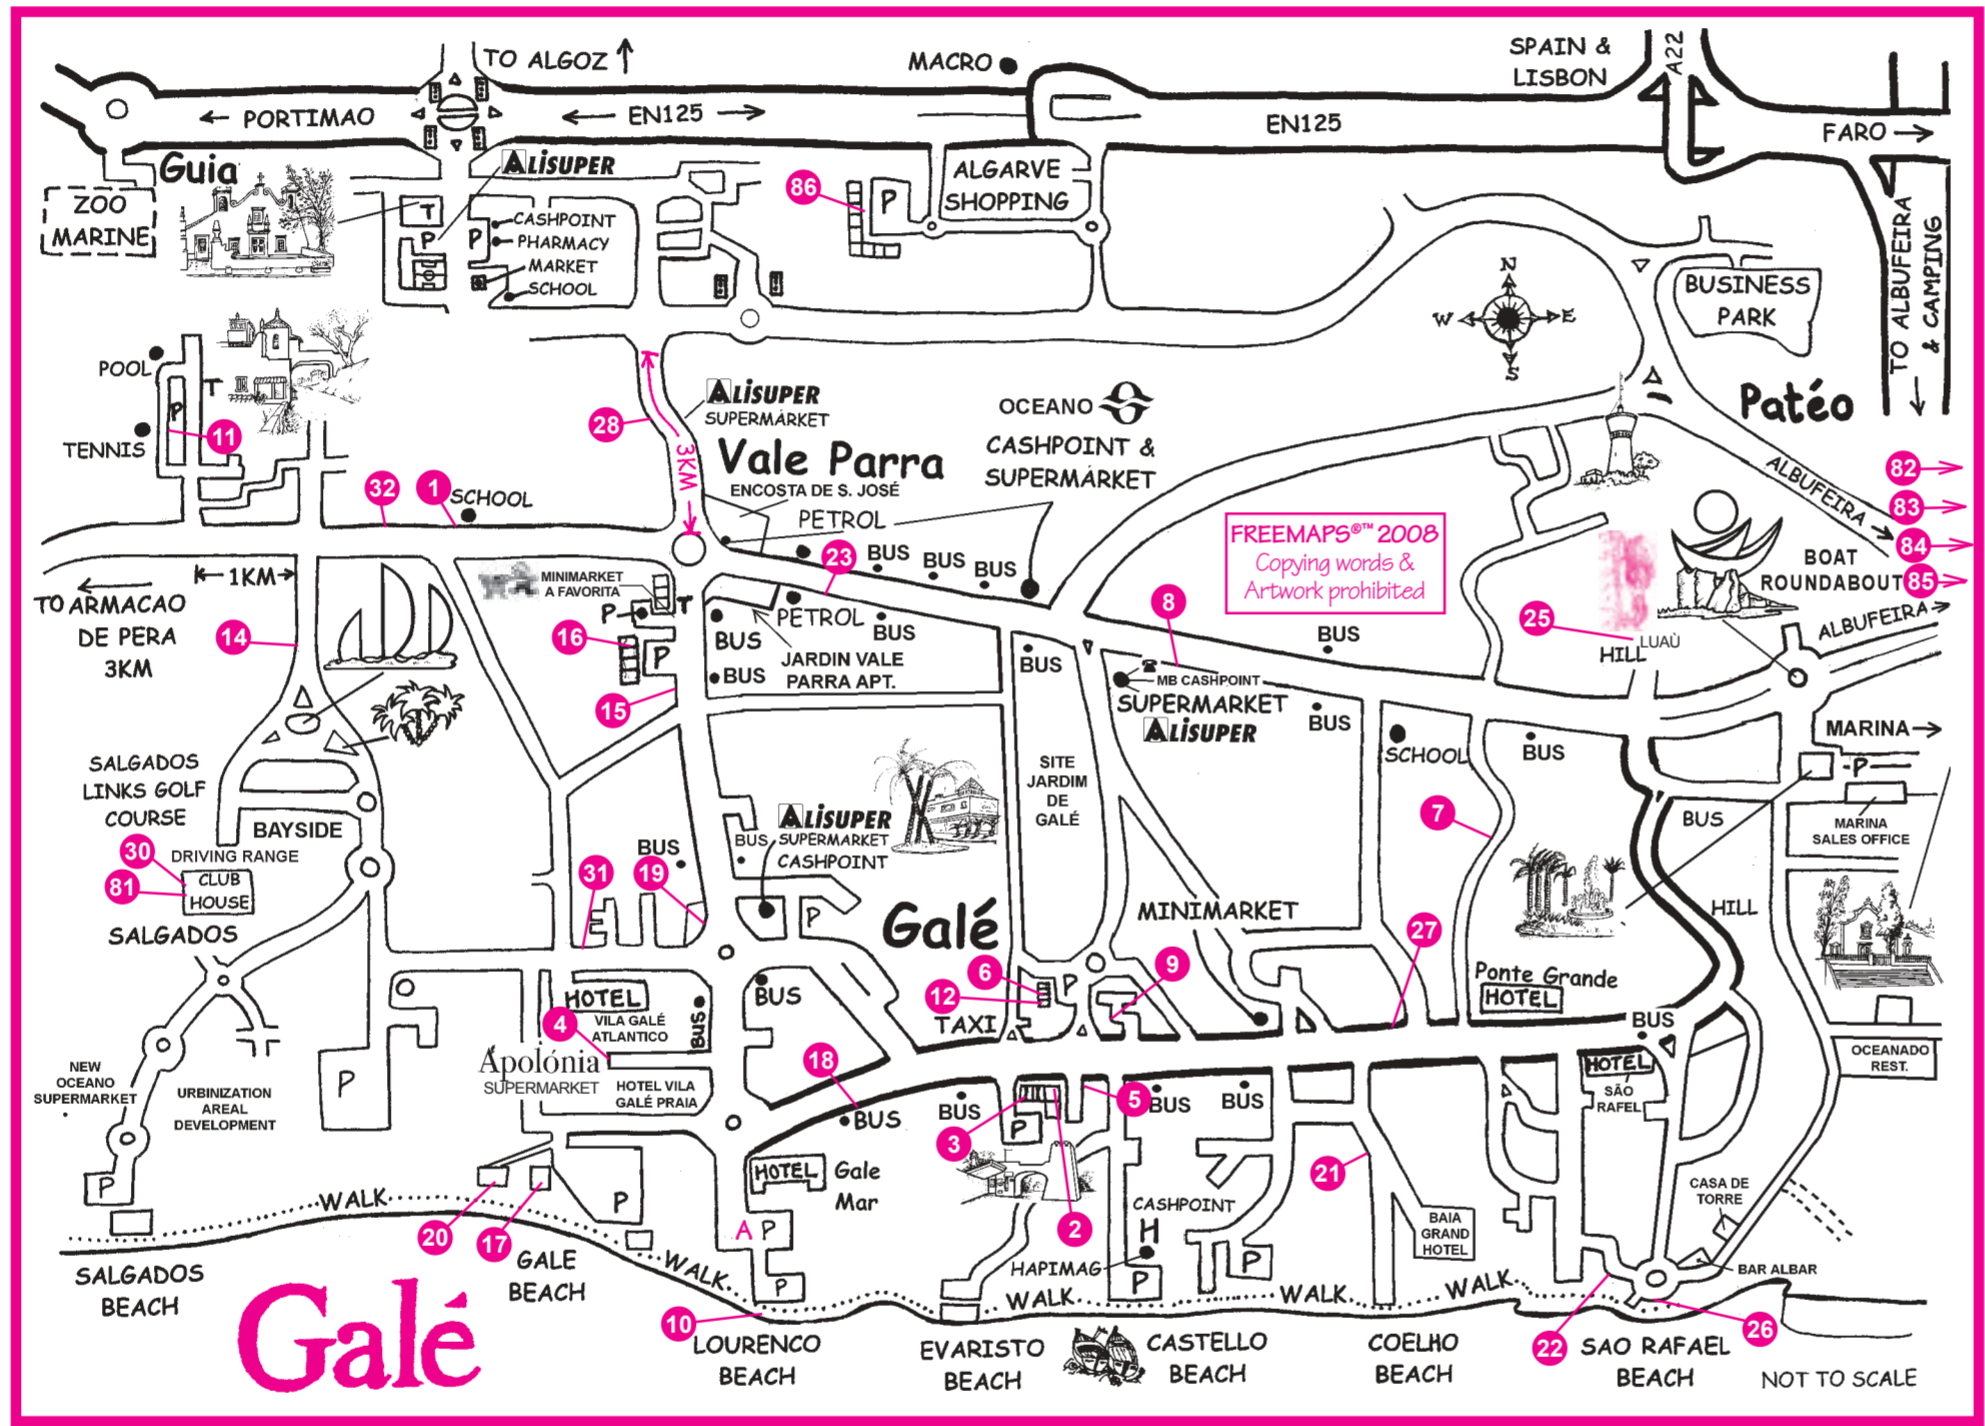 TO ALGOZ
MACRO
SPAIN &
LISBON
A22
PORTIMAO
EN125
EN125
FARO
Guia
ALISUPER
ZOO
MARINE
T
P
P
CASHPOINT
PHARMACY
MARKET
SCHOOL
86
P
ALGARVE
SHOPPING
TO ALBUFEIRA
& CAMPING
N
W
E
S
BUSINESS
PARK
POOL
T
P
11
TENNIS
28
3KM
ALISUPER
SUPERMARKET
OCEANO
CASHPOINT &
SUPERMARKET
Patéo
Vale Parra
ENCOSTA DE S. JOSÉ
PETROL
ALBUFEIRA
82
83
84
85
32
1
SCHOOL
23
BUS
BUS
BUS
FREEMAPS®™ 2008
Copying words &
Artwork prohibited
BOAT
ROUNDABOUT
ALBUFEIRA
1KM
TO ARMACAO
DE PERA
3KM
14
MINIMARKET
A FAVORITA
P
T
16
P
15
PETROL
BUS
BUS
BUS
JARDIN VALE
PARRA APT.
8
BUS
25
LUAÙ
HILL
BUS
MB CASHPOINT
SUPERMARKET
ALISUPER
BUS
SCHOOL
BUS
MARINA
P
MARINA
SALES OFFICE
SALGADOS
LINKS GOLF
COURSE
BAYSIDE
DRIVING RANGE
30
81
CLUB
HOUSE
SALGADOS
SITE
JARDIM
DE
GALÉ
7
BUS
HILL
BUS
31
19
BUS
ALISUPER
SUPERMARKET
CASHPOINT
P
Galé
MINIMARKET
27
6
12
P
9
TAXI
Ponte Grande
HOTEL
BUS
HOTEL
VILA GALÉ
ATLANTICO
4
BUS
BUS
Apolónia
SUPERMARKET
HOTEL VILA
GALÉ PRAIA
18
BUS
NEW
OCEANO
SUPERMARKET
URBINIZATION
AREAL
DEVELOPMENT
P
BUS
3
P
5
BUS
BUS
HOTEL
SÃO
RAFEL
OCEANADO
REST.
P
WALK
20
17
P
HOTEL
Gale
Mar
A
P
P
2
CASHPOINT
H
HAPIMAG
P
P
21
BAIA
GRAND
HOTEL
CASA DE
TORRE
BAR ALBAR
SALGADOS
BEACH
GALE
BEACH
WALK
10
LOURENCO
BEACH
WALK
WALK
WALK
EVARISTO
BEACH
CASTELLO
BEACH
COELHO
BEACH
22
SAO RAFAEL
BEACH
26
NOT TO SCALE
Galé